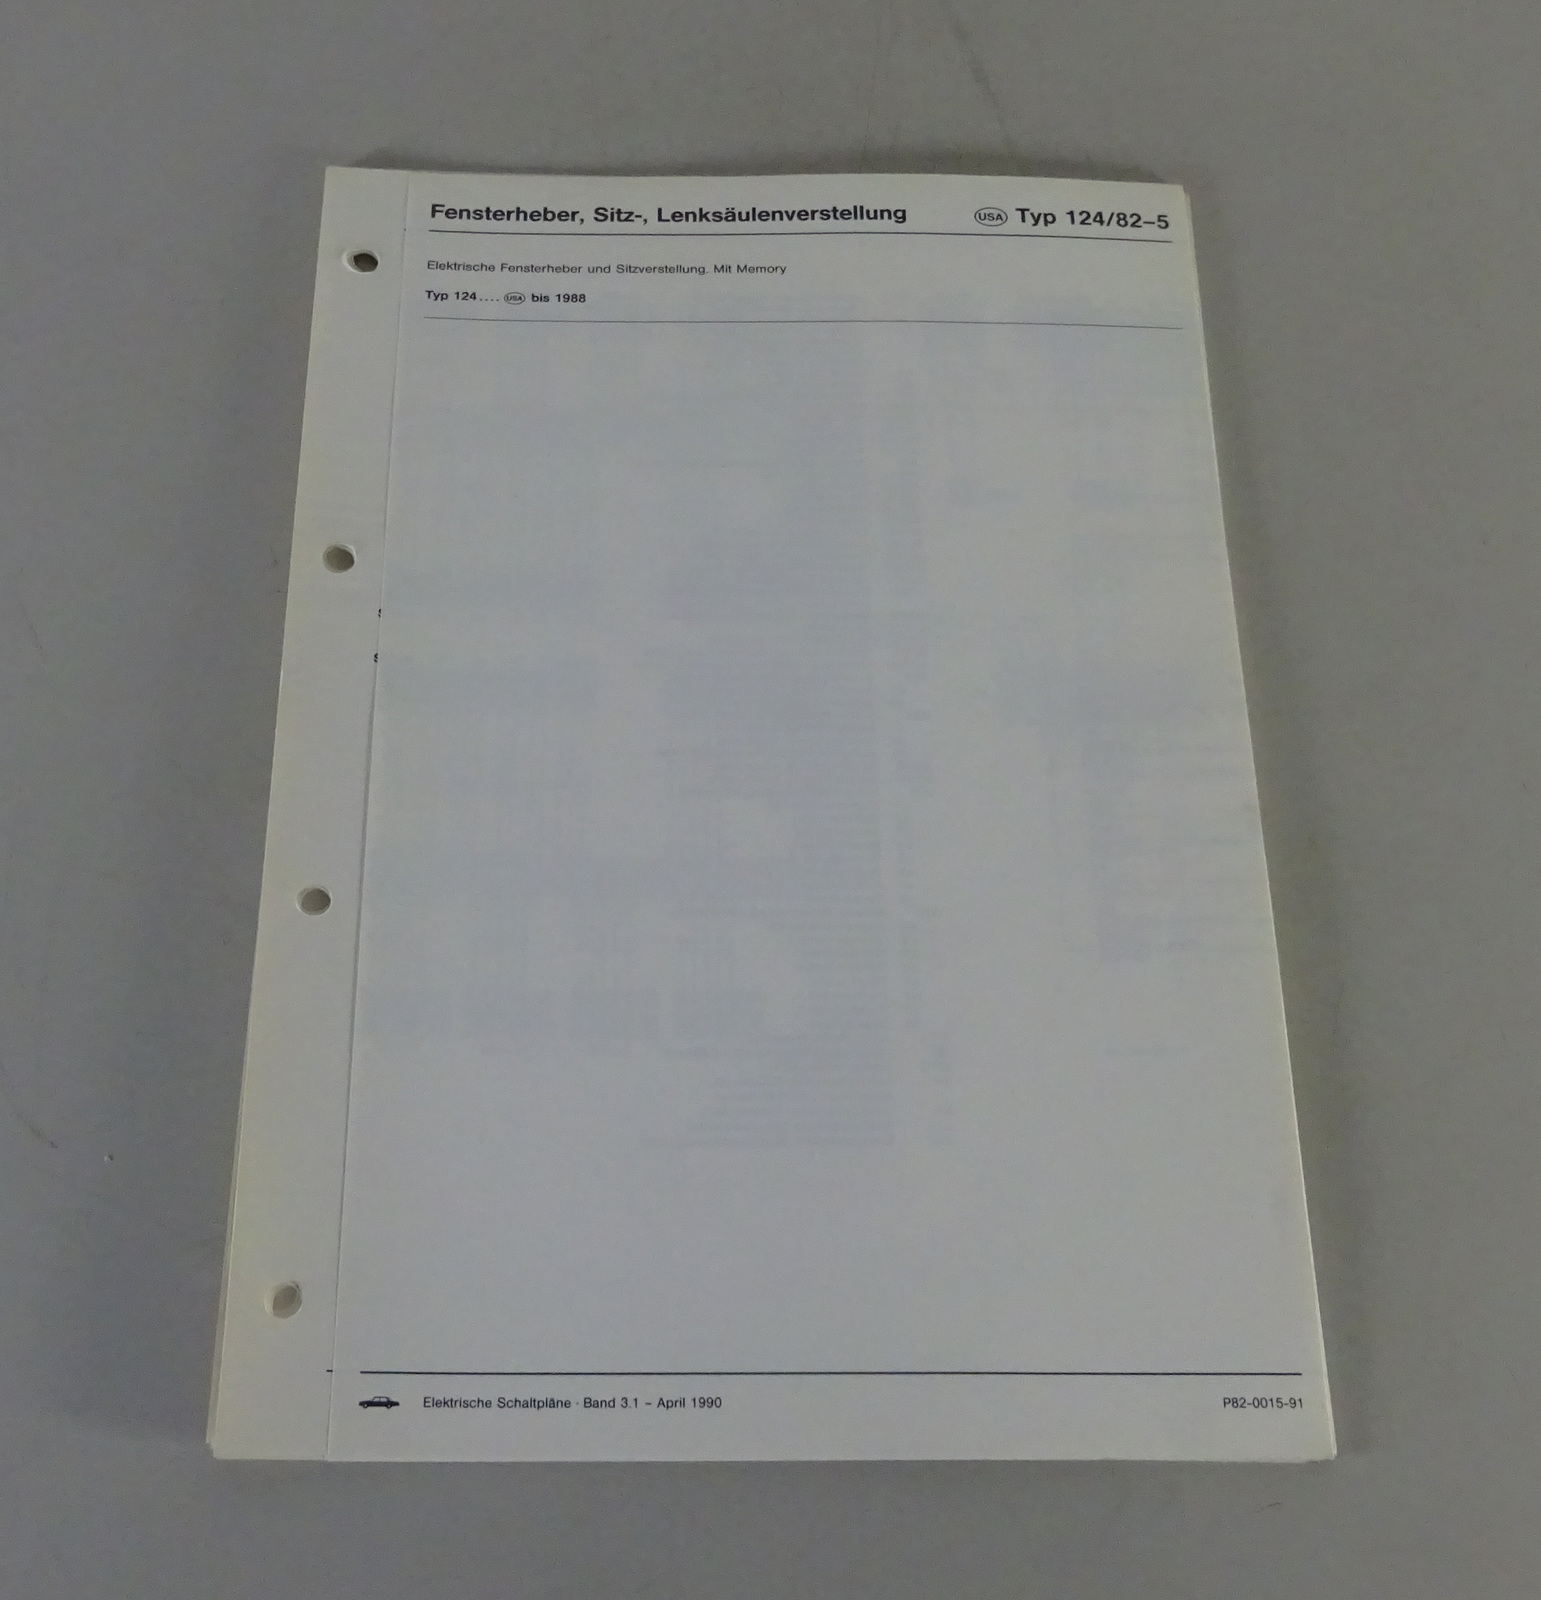 Fensterheber, Sitz-, Lenksäulenverstellung USA Typ 124/82–5
Elektrische Fensterheber und Sitzverstellung. Mit Memory
Typ 124.... USA bis 1988
Elektrische Schaltpläne · Band 3.1 – April 1990 P82-0015-91